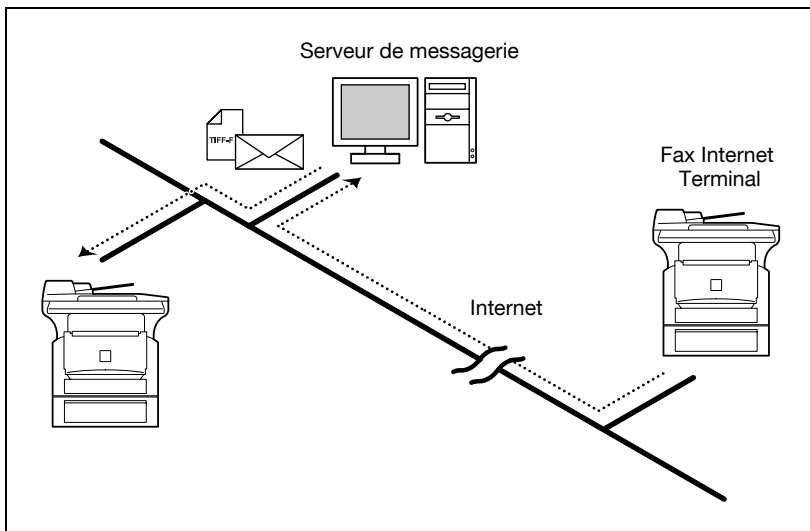 Serveur de messagerie
TIFF-F
Fax Internet
Terminal
Internet